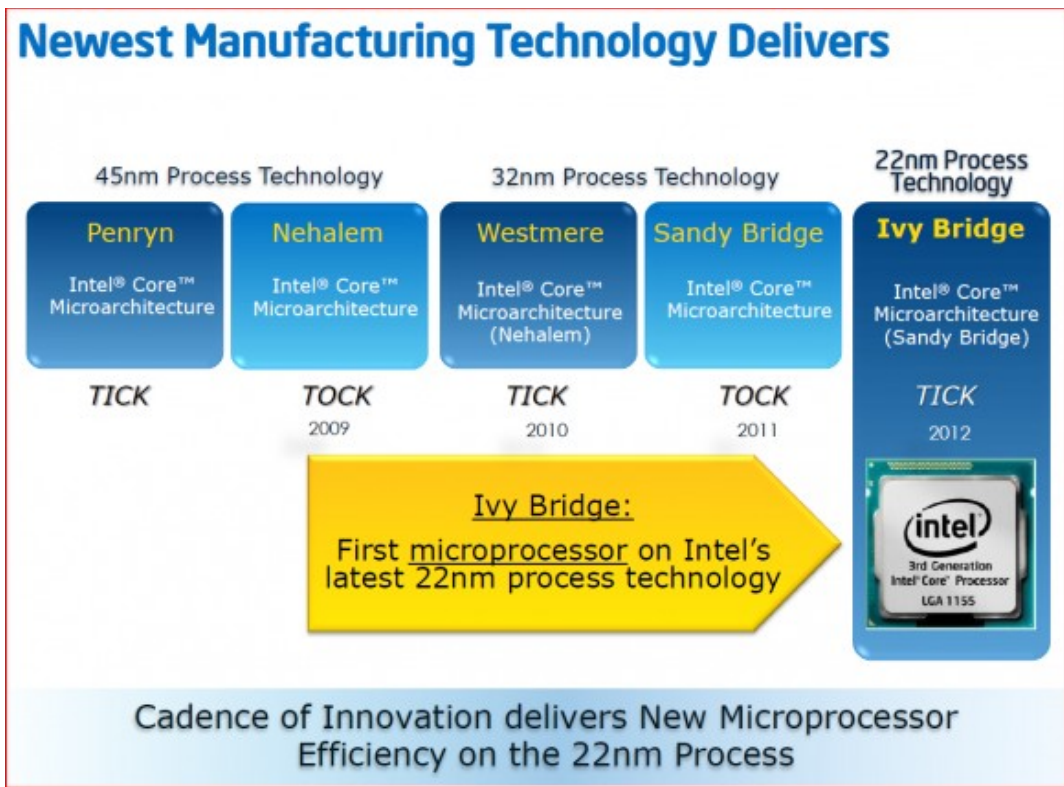 Newest Manufacturing Technology Delivers
45nm Process Technology
32nm Process Technology
22nm Process
Technology
Penryn
Intel® Core™
Microarchitecture
TICK
Nehalem
Intel® Core™
Microarchitecture
TOCK
2009
Westmere
Intel® Core™
Microarchitecture
(Nehalem)
TICK
2010
Sandy Bridge
Intel® Core™
Microarchitecture
TOCK
2011
Ivy Bridge
Intel® Core™
Microarchitecture
(Sandy Bridge)
TICK
2012
Ivy Bridge:
First microprocessor on Intel's
latest 22nm process technology
intel®
3rd Generation
Intel® Core™ Processor
LGA 1155
Cadence of Innovation delivers New Microprocessor
Efficiency on the 22nm Process